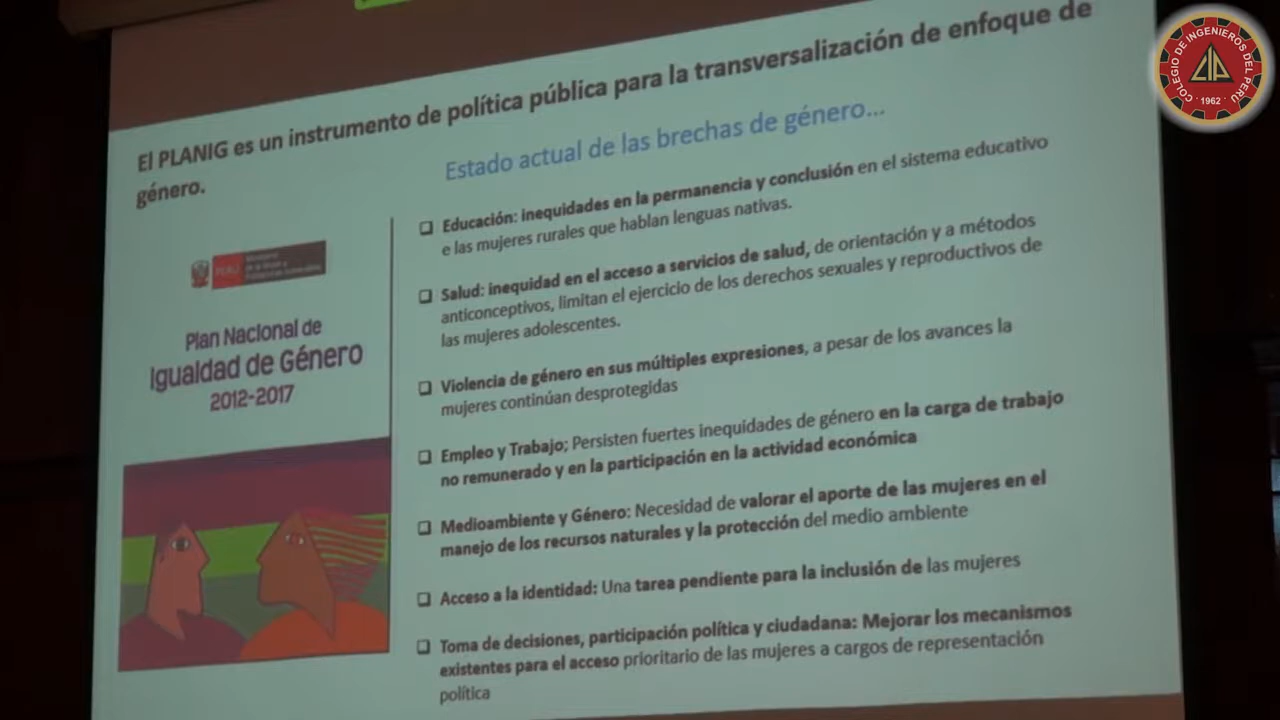 El PLANIG es un instrumento de política pública para la transversalización de enfoque de
género.
Estado actual de las brechas de género...
Educación: inequidades en la permanencia y conclusión en el sistema educativo
e las mujeres rurales que hablan lenguas nativas.
Salud: inequidad en el acceso a servicios de salud, de orientación y a métodos
anticonceptivos, limitan el ejercicio de los derechos sexuales y reproductivos de
las mujeres adolescentes.
Violencia de género en sus múltiples expresiones, a pesar de los avances la
mujeres continúan desprotegidas
Empleo y Trabajo; Persisten fuertes inequidades de género en la carga de trabajo
no remunerado y en la participación en la actividad económica
Medioambiente y Género: Necesidad de valorar el aporte de las mujeres en el
manejo de los recursos naturales y la protección del medio ambiente
Acceso a la identidad: Una tarea pendiente para la inclusión de las mujeres
Toma de decisiones, participación política y ciudadana: Mejorar los mecanismos
existentes para el acceso prioritario de las mujeres a cargos de representación
política
PERÚ
Plan Nacional de
Igualdad de Género
2012-2017
COLEGIO DE INGENIEROS DEL PERÚ
CIP
· 1962 ·